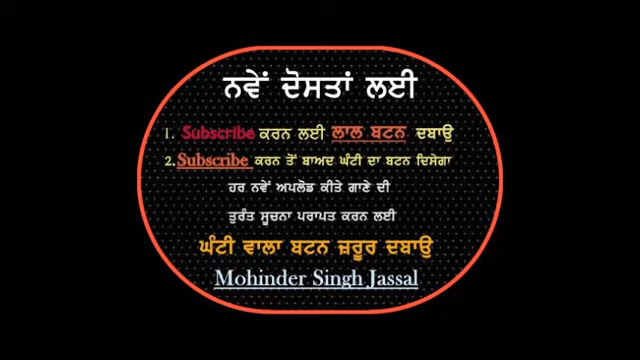 ਨਵੇਂ ਦੋਸਤਾਂ ਲਈ
1. Subscribe ਕਰਨ ਲਈ ਲਾਲ ਬਟਨ ਦਬਾਉ
2.Subscribe ਕਰਨ ਤੋਂ ਬਾਅਦ ਘੰਟੀ ਦਾ ਬਟਨ ਦਿਸੇਗਾ
ਹਰ ਨਵੇਂ ਅਪਲੋਡ ਕੀਤੇ ਗਾਣੇ ਦੀ
ਤੁਰੰਤ ਸੂਚਨਾ ਪਰਾਪਤ ਕਰਨ ਲਈ
ਘੰਟੀ ਵਾਲਾ ਬਟਨ ਜ਼ਰੂਰ ਦਬਾਉ
Mohinder Singh Jassal